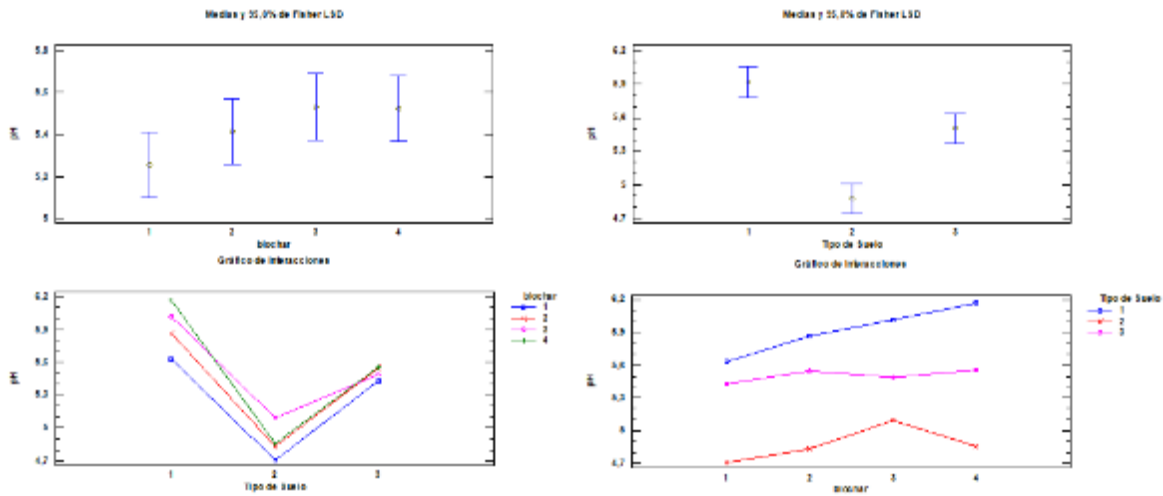 Medias y 95,0% de Fisher LSD
5,8
5,6
5,4
5,2
5
pH
1 2 3 4
biochar
Medias y 95,0% de Fisher LSD
6,2
5,9
5,6
5,3
5
4,7
pH
1 2 3
Tipo de Suelo
Gráfico de Interacciones
6,2
5,9
5,6
5,3
5
4,7
pH
1 2 3
Tipo de Suelo
biochar
1
2
3
4
Gráfico de Interacciones
6,2
5,9
5,6
5,3
5
4,7
pH
1 2 3 4
biochar
Tipo de Suelo
1
2
3